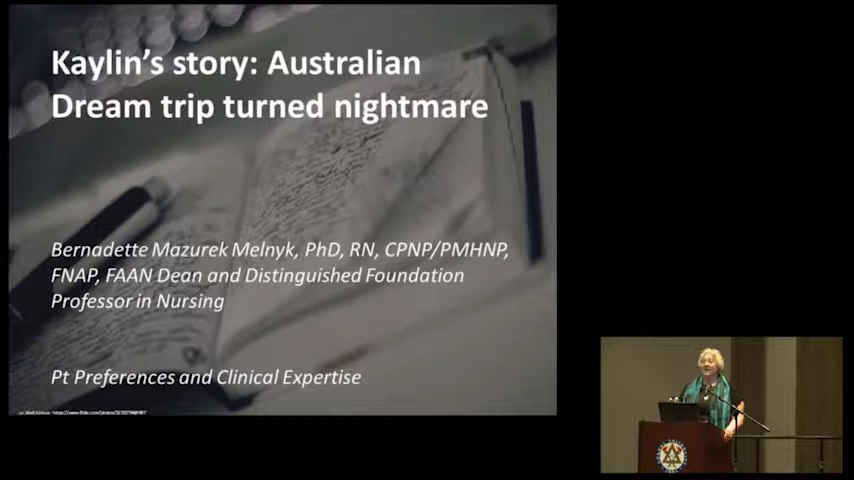 Kaylin's story: Australian
Dream trip turned nightmare
Bernadette Mazurek Melnyk, PhD, RN, CPNP/PMHNP,
FNAP, FAAN Dean and Distinguished Foundation
Professor in Nursing
Pt Preferences and Clinical Expertise